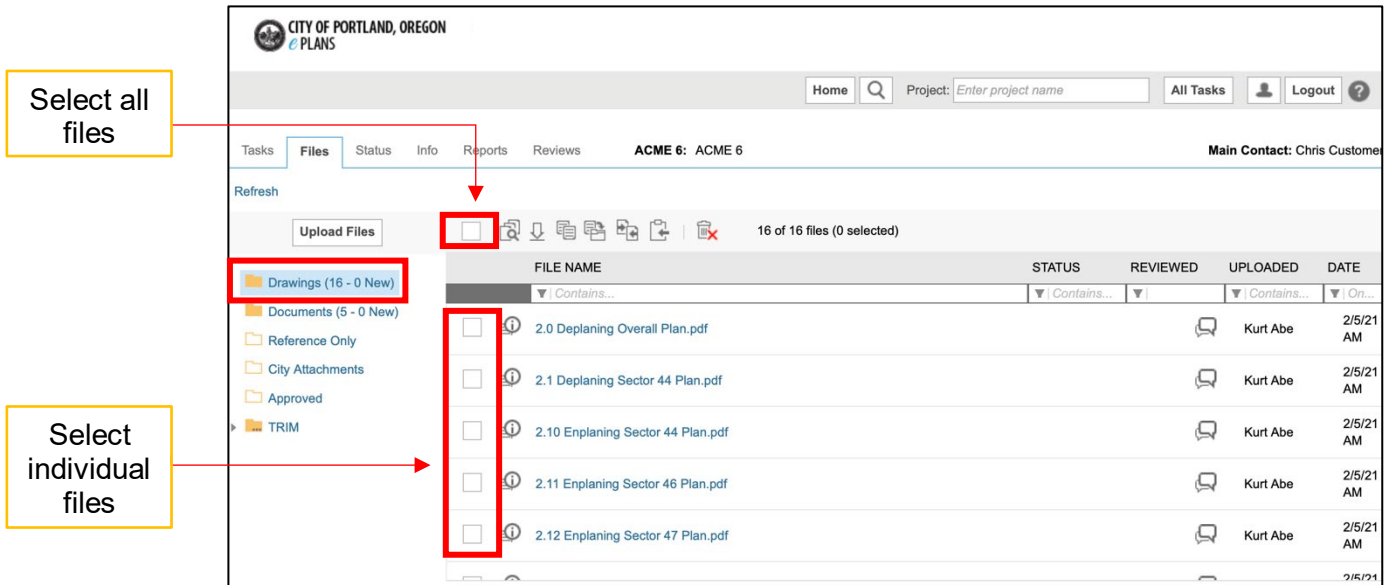 CITY OF PORTLAND, OREGON
e PLANS
Home
Project: Enter project name
All Tasks
Logout
?
Select all
files
Tasks
Files
Status
Info
Reports
Reviews
ACME 6: ACME 6
Main Contact: Chris Customer
Refresh
Upload Files
16 of 16 files (0 selected)
FILE NAME
STATUS
REVIEWED
UPLOADED
DATE
Contains...
Contains...
Contains...
On...
Drawings (16 - 0 New)
Documents (5 - 0 New)
Reference Only
City Attachments
Approved
TRIM
2.0 Deplaning Overall Plan.pdf
Kurt Abe
2/5/21
AM
2.1 Deplaning Sector 44 Plan.pdf
Kurt Abe
2/5/21
AM
2.10 Enplaning Sector 44 Plan.pdf
Kurt Abe
2/5/21
AM
Select
individual
files
2.11 Enplaning Sector 46 Plan.pdf
Kurt Abe
2/5/21
AM
2.12 Enplaning Sector 47 Plan.pdf
Kurt Abe
2/5/21
AM
2/5/21